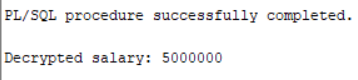 PL/SQL procedure successfully completed.
Decrypted salary: 5000000